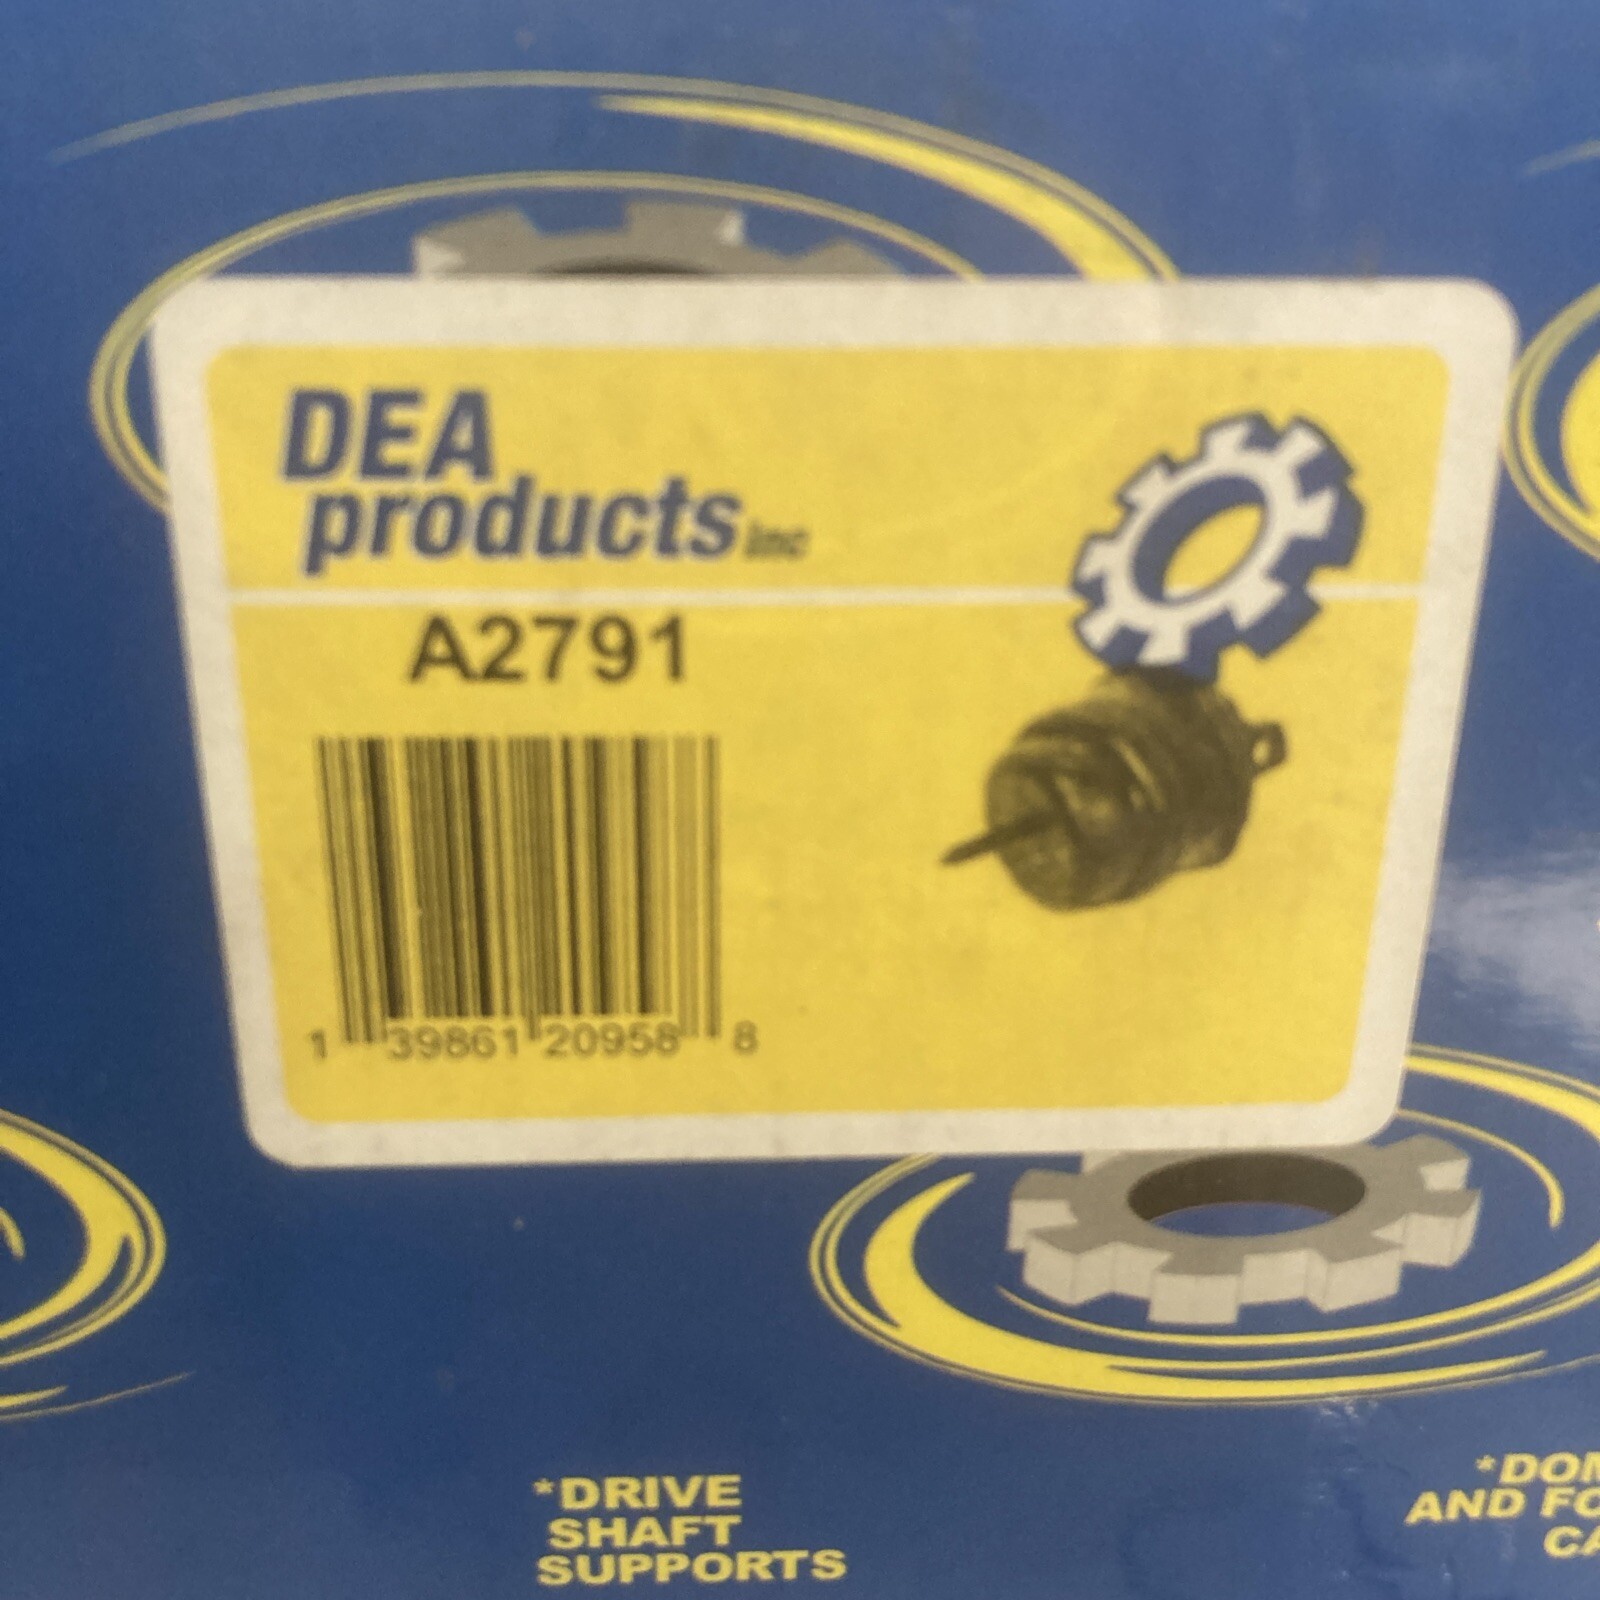 DEA
products inc
A2791
1 39861 20958 8
*DRIVE
SHAFT
SUPPORTS
*DOM
AND FO
CA